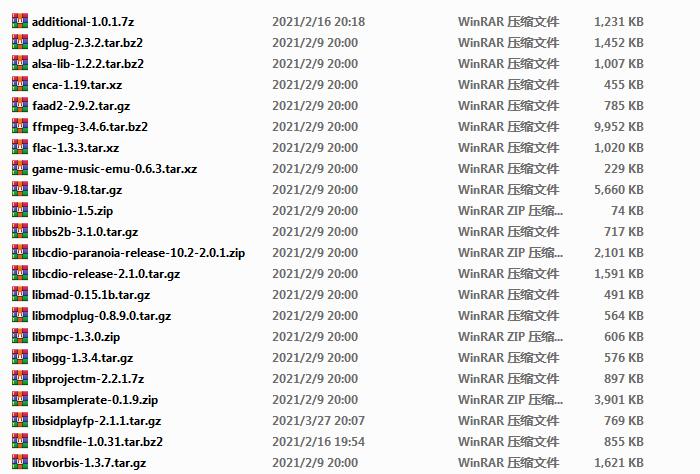 additional-1.0.1.7z 2021/2/16 20:18 WinRAR 压缩文件 1,231 KB
adplug-2.3.2.tar.bz2 2021/2/9 20:00 WinRAR 压缩文件 1,452 KB
alsa-lib-1.2.2.tar.bz2 2021/2/9 20:00 WinRAR 压缩文件 1,007 KB
enca-1.19.tar.xz 2021/2/9 20:00 WinRAR 压缩文件 455 KB
faad2-2.9.2.tar.gz 2021/2/9 20:00 WinRAR 压缩文件 785 KB
ffmpeg-3.4.6.tar.bz2 2021/2/9 20:00 WinRAR 压缩文件 9,952 KB
flac-1.3.3.tar.xz 2021/2/9 20:00 WinRAR 压缩文件 1,020 KB
game-music-emu-0.6.3.tar.xz 2021/2/9 20:00 WinRAR 压缩文件 229 KB
libav-9.18.tar.gz 2021/2/9 20:00 WinRAR 压缩文件 5,660 KB
libbinio-1.5.zip 2021/2/9 20:00 WinRAR ZIP 压缩... 74 KB
libbs2b-3.1.0.tar.gz 2021/2/9 20:00 WinRAR 压缩文件 717 KB
libcdio-paranoia-release-10.2-2.0.1.zip 2021/2/9 20:00 WinRAR ZIP 压缩... 2,101 KB
libcdio-release-2.1.0.tar.gz 2021/2/9 20:00 WinRAR 压缩文件 1,591 KB
libmad-0.15.1b.tar.gz 2021/2/9 20:00 WinRAR 压缩文件 491 KB
libmodplug-0.8.9.0.tar.gz 2021/2/9 20:00 WinRAR 压缩文件 564 KB
libmpc-1.3.0.zip 2021/2/9 20:00 WinRAR ZIP 压缩... 606 KB
libogg-1.3.4.tar.gz 2021/2/9 20:00 WinRAR 压缩文件 576 KB
libprojectm-2.2.1.7z 2021/2/9 20:00 WinRAR 压缩文件 897 KB
libsamplerate-0.1.9.zip 2021/2/9 20:00 WinRAR ZIP 压缩... 3,901 KB
libsidplayfp-2.1.1.tar.gz 2021/3/27 20:07 WinRAR 压缩文件 769 KB
libsndfile-1.0.31.tar.bz2 2021/2/16 19:54 WinRAR 压缩文件 855 KB
libvorbis-1.3.7.tar.gz 2021/2/9 20:00 WinRAR 压缩文件 1,621 KB